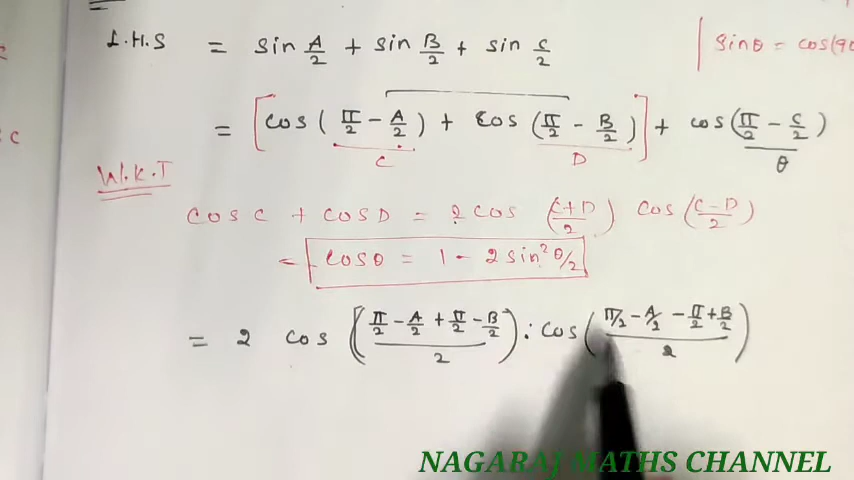 L.H.S = sin A/2 + sin B/2 + sin C/2
sinθ = cos(90
= [cos(π/2 - A/2) + cos(π/2 - B/2)] + cos(π/2 - C/2)
C D θ
W.K.T
cos C + cos D = 2 cos (C+D/2) cos(C-D/2)
= cosθ = 1 - 2 sin² θ/2
= 2 cos ((π/2 - A/2 + π/2 - B/2)/2) . cos((π/2 - A/2 - π/2 + B/2)/2)
NAGARAJ MATHS CHANNEL